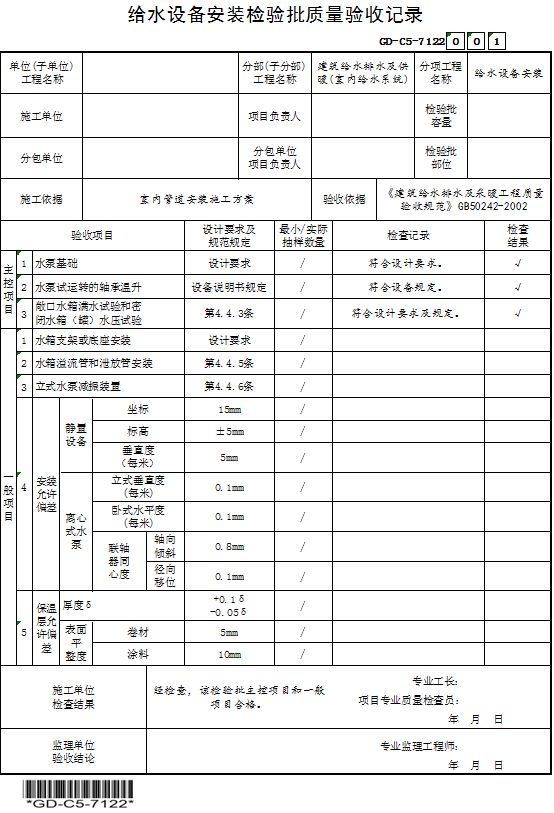 给水设备安装检验批质量验收记录
GD-C5-7122 0 0 1
单位(子单位)
工程名称
分部(子分部)
工程名称
建筑给水排水及供
暖(室内给水系统)
分项工程
名称
给水设备安装
施工单位
项目负责人
检验批
容量
分包单位
分包单位
项目负责人
检验批
部位
施工依据
室内管道安装施工方案
验收依据
《建筑给水排水及采暖工程质量
验收规范》GB50242-2002
验收项目
设计要求及
规范规定
最小/实际
抽样数量
检查记录
检查
结果
主控项目
1 水泵基础 设计要求 / 符合设计要求。 √
2 水泵试运转的轴承温升 设备说明书规定 / 符合设备规定。 √
3 敞口水箱满水试验和密
闭水箱（罐）水压试验 第4.4.3条 / 符合设计要求及规定。 √
一般项目
1 水箱支架或底座安装 设计要求 /
2 水箱溢流管和泄放管安装 第4.4.5条 /
3 立式水泵减振装置 第4.4.6条 /
4
安装
允许
偏差
静置
设备
坐标 15mm /
标高 ±5mm /
垂直度
（每米） 5mm /
离心
式水
泵
立式垂直度
(每米) 0.1mm /
卧式水平度
(每米) 0.1mm /
联轴
器同
心度
轴向
倾斜 0.8mm /
径向
移位 0.1mm /
5
保温
层允
许偏
差
厚度δ
+0.1δ
-0.05δ /
表面
平
整度
卷材 5mm /
涂料 10mm /
施工单位
检查结果
经检查，该检验批主控项目和一般
项目合格。
专业工长：
项目专业质量检查员：
年 月 日
监理单位
验收结论
专业监理工程师：
年 月 日
*GD-C5-7122*